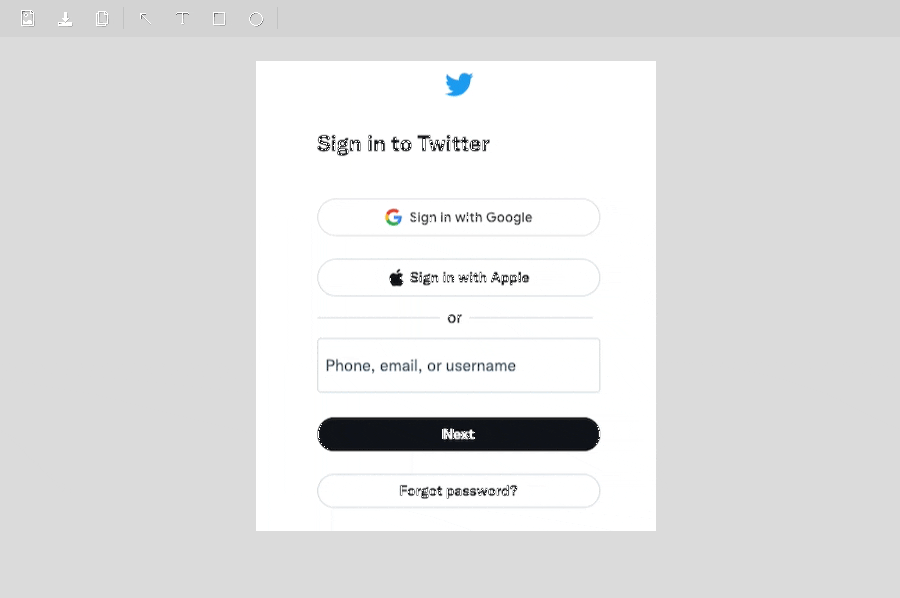 Sign in to Twitter
Sign in with Google
Sign in with Apple
or
Phone, email, or username
Next
Forgot password?